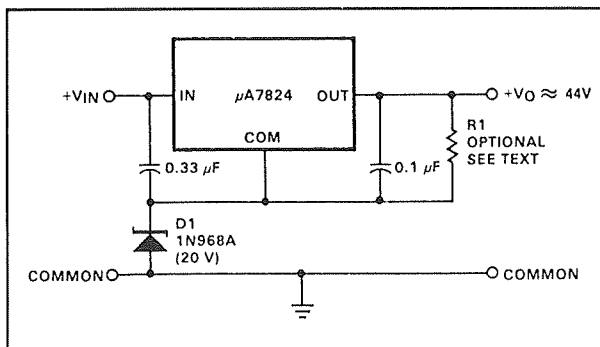 +VIN
IN
µA7824
OUT
+VO ≈ 44V
COM
R1
OPTIONAL
SEE TEXT
0.33 µF
0.1 µF
D1
1N968A
(20 V)
COMMON
COMMON